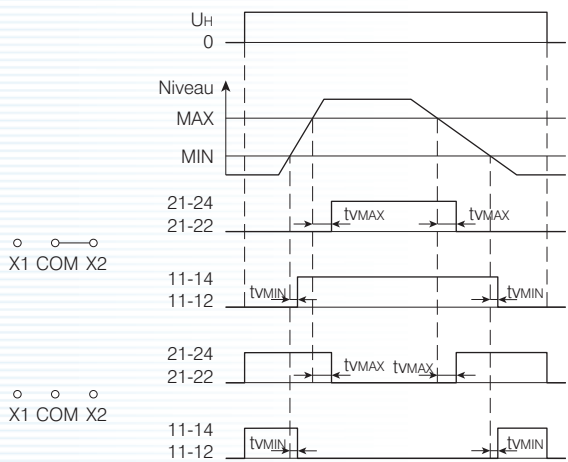 UH
0
Niveau
MAX
MIN
21-24
21-22
tvMAX
tvMAX
X1 COM X2
11-14
11-12
tvMIN
tvMIN
21-24
21-22
tvMAX
tvMAX
X1 COM X2
11-14
11-12
tvMIN
tvMIN